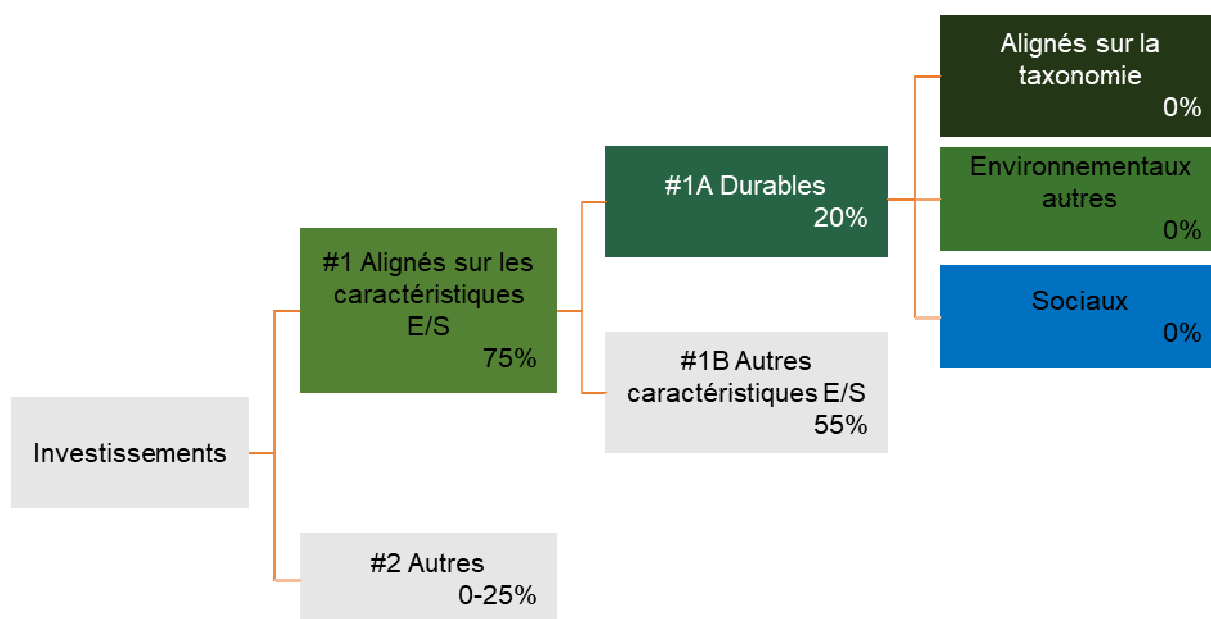 Investissements
#1 Alignés sur les
caractéristiques
E/S
75%
#2 Autres
0-25%
#1A Durables
20%
#1B Autres
caractéristiques E/S
55%
Alignés sur la
taxonomie
0%
Environnementaux
autres
0%
Sociaux
0%